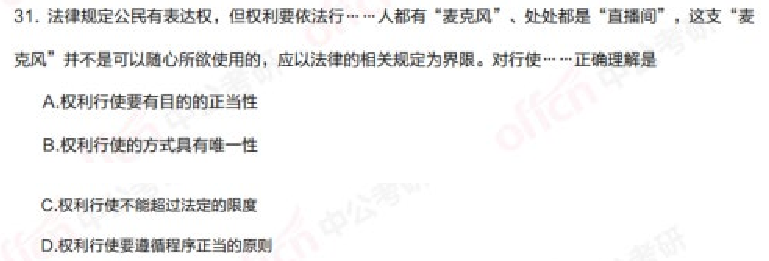 31. 法律规定公民有表达权，但权利要依法行……人都有“麦克风”、处处都是“直播间”，这支“麦
克风”并不是可以随心所欲使用的，应以法律的相关规定为界限。对行使……正确理解是
A.权利行使要有目的的正当性
B.权利行使的方式具有唯一性
C.权利行使不能超过法定的限度
D.权利行使要遵循程序正当的原则
offcn 中公考研